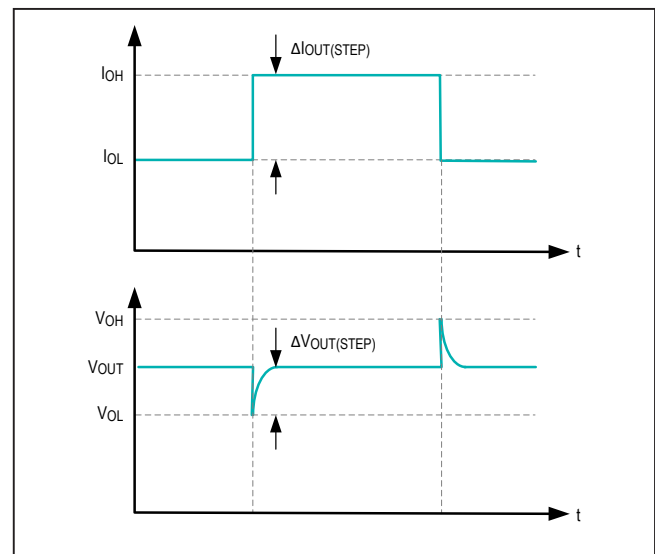 ΔIOUT(STEP)
IOH
IOL
t
VOH
ΔVOUT(STEP)
VOUT
VOL
t